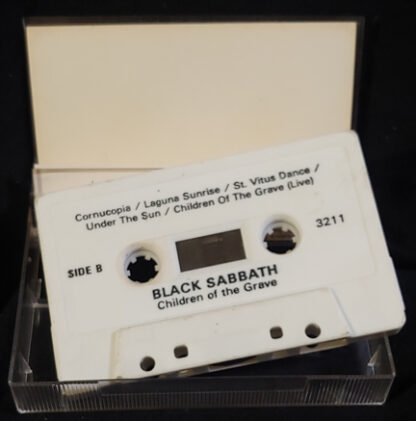 Cornucopia / Laguna Sunrise / St. Vitus Dance /
Under The Sun / Children Of The Grave (Live)
3211
SIDE B
BLACK SABBATH
Children of the Grave